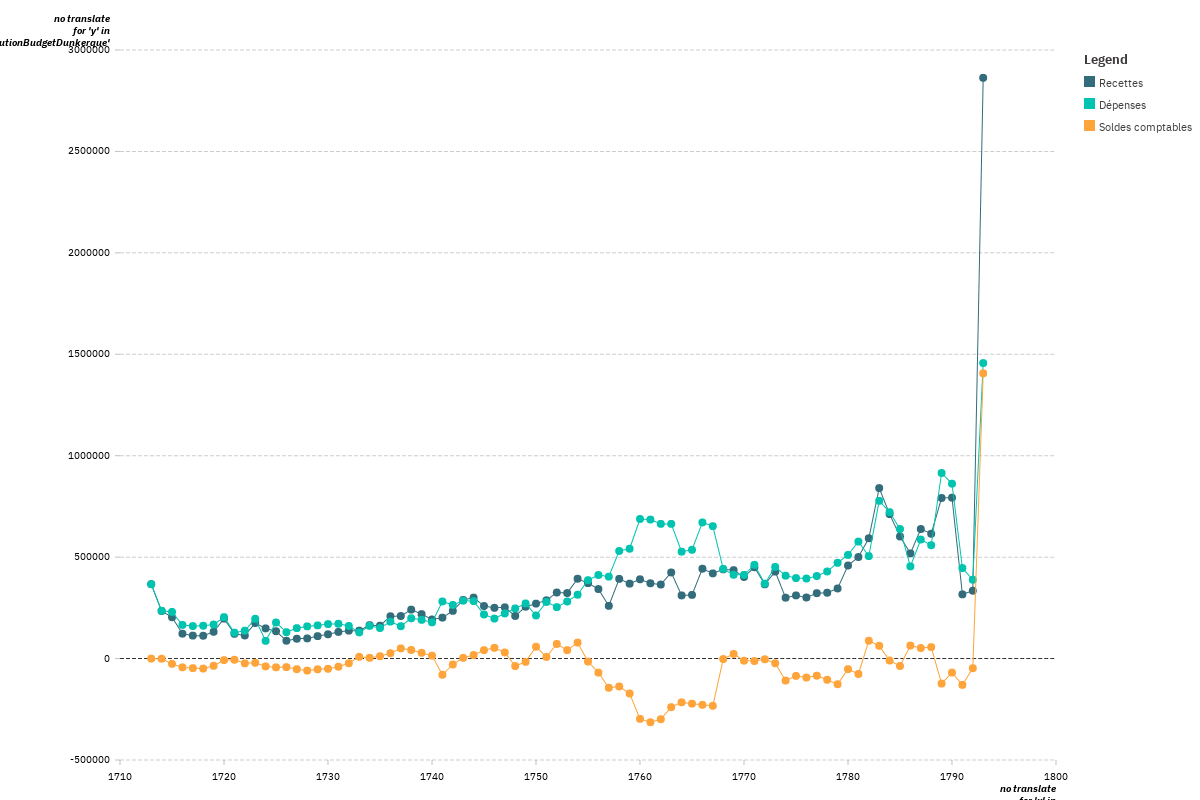 no translate
for 'y' in
utionBudgetDunkerque'
3000000
2500000
2000000
1500000
1000000
500000
0
-500000
1710 1720 1730 1740 1750 1760 1770 1780 1790 1800
no translate
Legend
Recettes
Dépenses
Soldes comptables